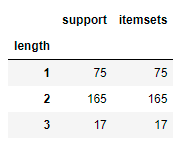 support itemsets
length
1 75 75
2 165 165
3 17 17